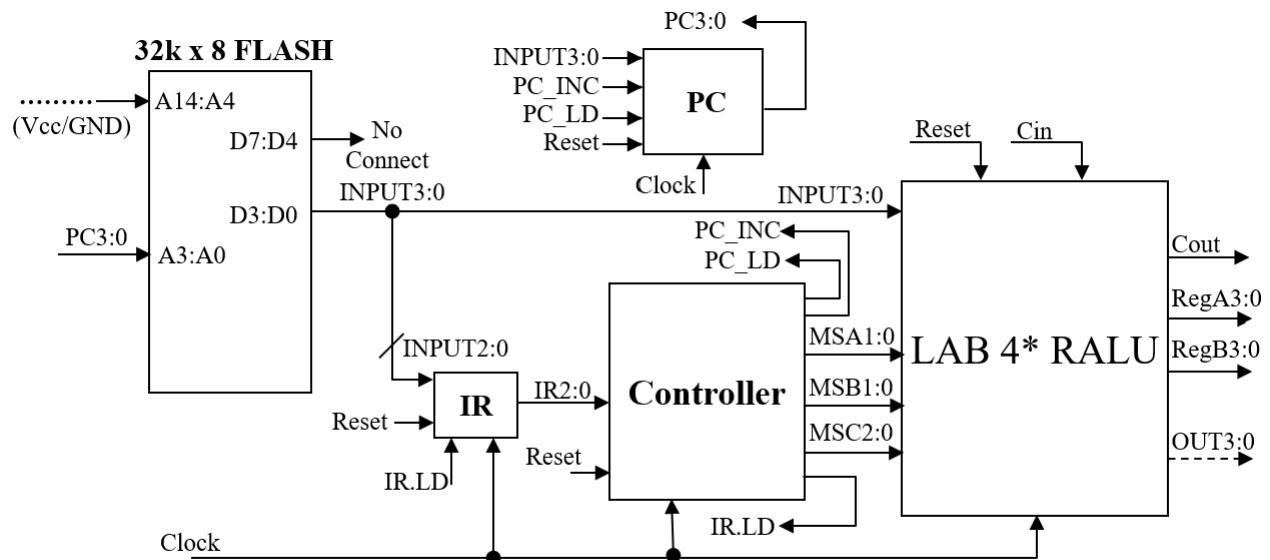 32k x 8 FLASH
A14:A4
(Vcc/GND)
D7:D4
No
Connect
INPUT3:0
D3:D0
PC3:0
A3:A0
PC3:0
INPUT3:0
PC_INC
PC_LD
Reset
PC
Clock
Reset
Cin
INPUT3:0
PC_INC
PC_LD
INPUT2:0
IR
IR2:0
Reset
IR.LD
Controller
Reset
MSA1:0
MSB1:0
MSC2:0
IR.LD
LAB 4* RALU
Cout
RegA3:0
RegB3:0
OUT3:0
Clock